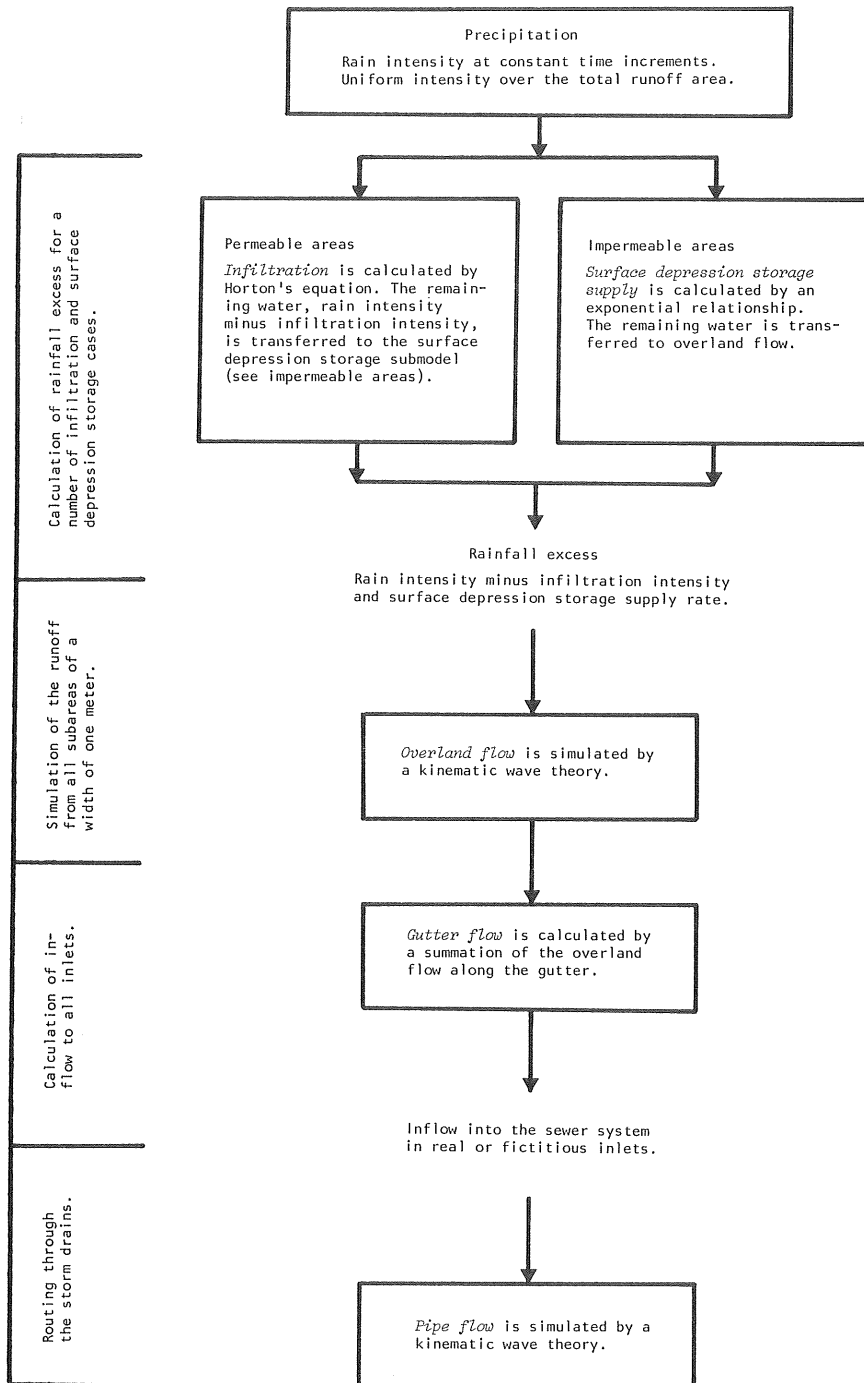 Precipitation
Rain intensity at constant time increments.
Uniform intensity over the total runoff area.
Calculation of rainfall excess for a
number of infiltration and surface
depression storage cases.
Permeable areas
Infiltration is calculated by
Horton's equation. The remain-
ing water, rain intensity
minus infiltration intensity,
is transferred to the surface
depression storage submodel
(see impermeable areas).
Impermeable areas
Surface depression storage
supply is calculated by an
exponential relationship.
The remaining water is trans-
ferred to overland flow.
Rainfall excess
Rain intensity minus infiltration intensity
and surface depression storage supply rate.
Simulation of the runoff
from all subareas of a
width of one meter.
Overland flow is simulated by
a kinematic wave theory.
Calculation of in-
flow to all inlets.
Gutter flow is calculated by
a summation of the overland
flow along the gutter.
Inflow into the sewer system
in real or fictitious inlets.
Routing through
the storm drains.
Pipe flow is simulated by a
kinematic wave theory.